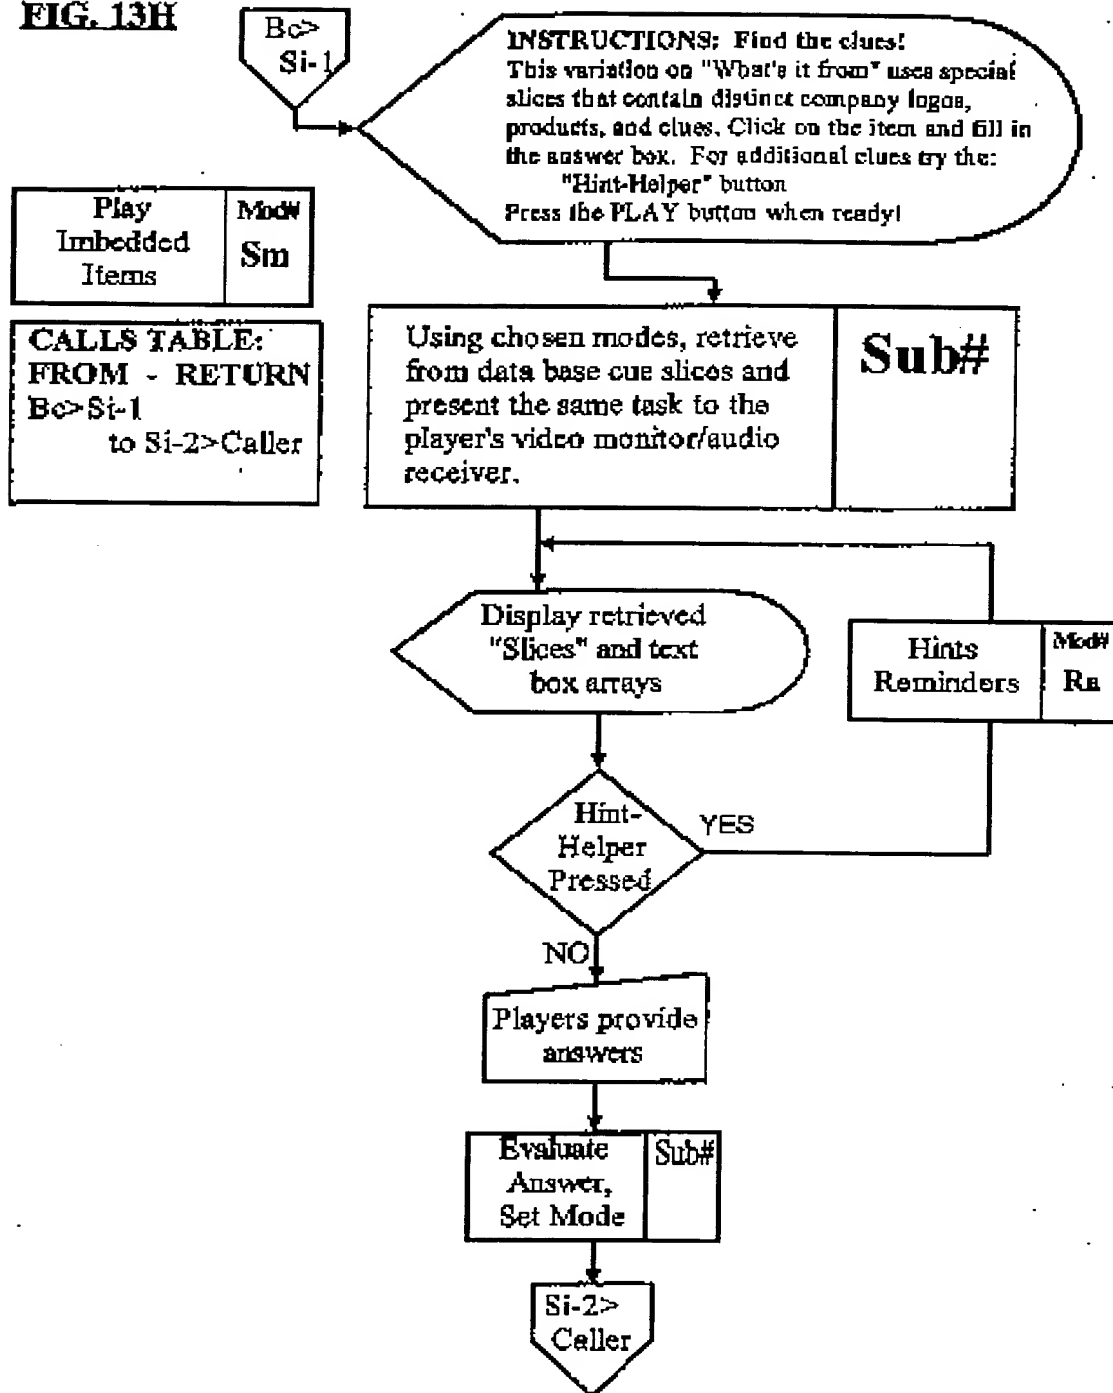 FIG. 13H
Bc>
Si-1
INSTRUCTIONS: Find the clues!
This variation on "What's it from" uses special
slices that contain distinct company logos,
products, and clues. Click on the item and fill in
the answer box. For additional clues try the:
"Hint-Helper" button
Press the PLAY button when ready!
Play
Imbedded
Items
Mod#
Sm
CALLS TABLE:
FROM - RETURN
Bc>Si-1
to Si-2>Caller
Using chosen modes, retrieve
from data base cue slices and
present the same task to the
player's video monitor/audio
receiver.
Sub#
Display retrieved
"Slices" and text
box arrays
Hints
Reminders
Mod#
Ra
Hint-
Helper
Pressed
YES
NO
Players provide
answers
Evaluate
Answer,
Set Mode
Sub#
Si-2>
Caller